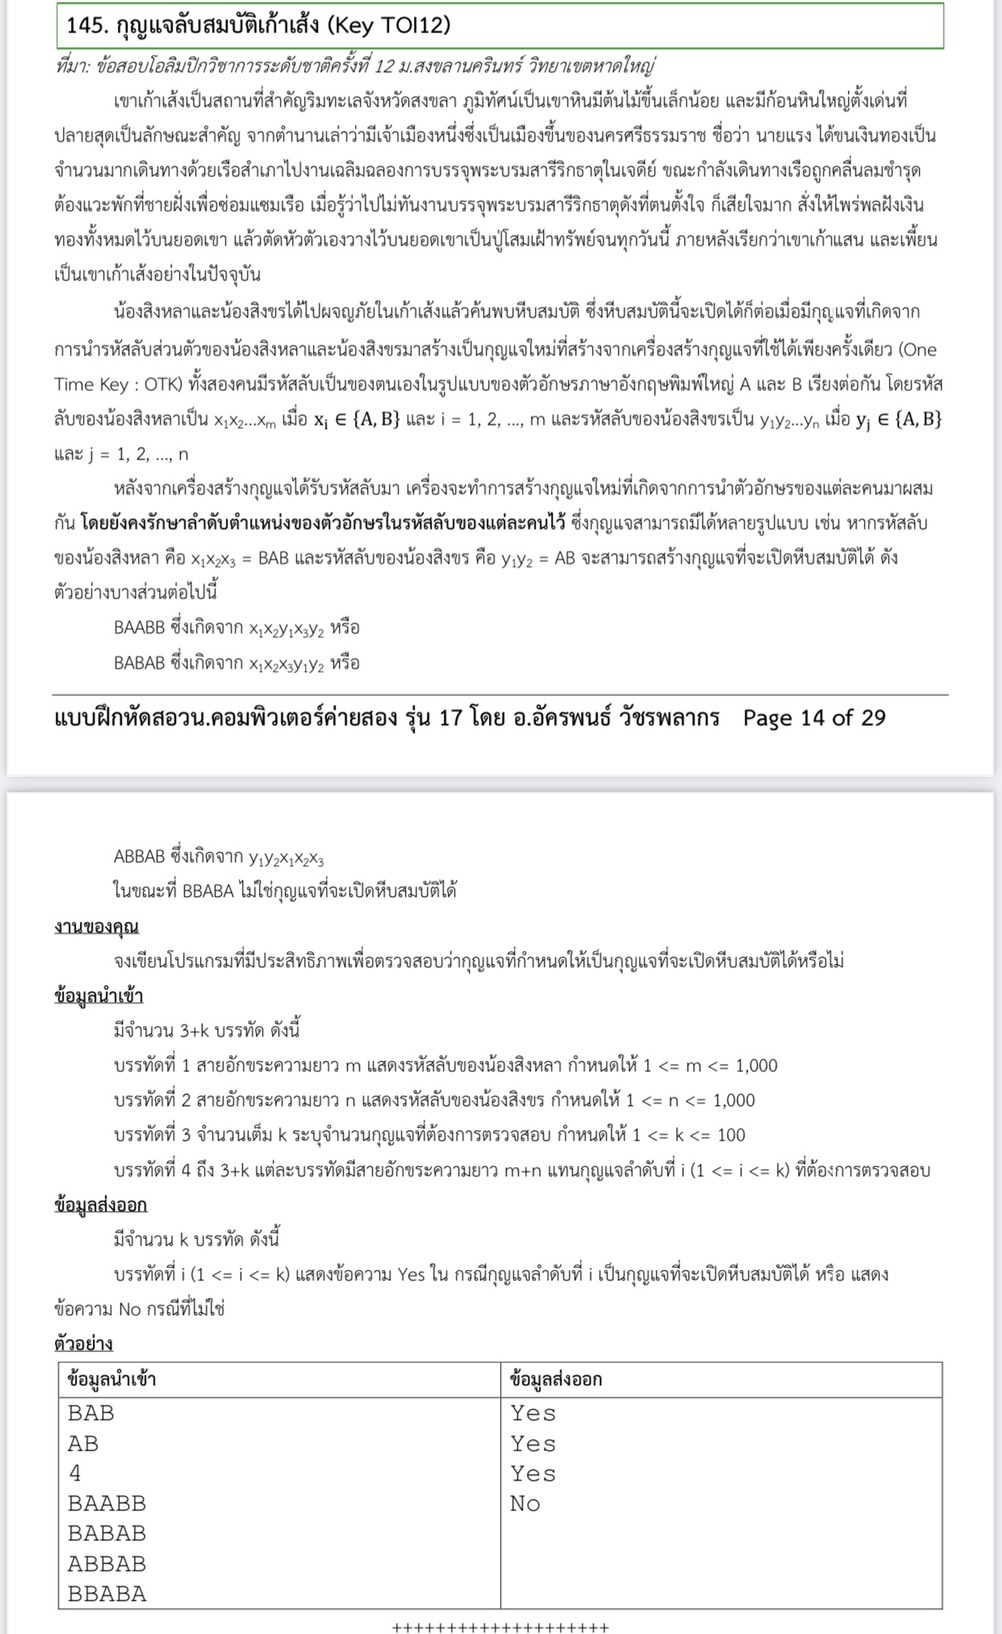 145. กุญแจลับสมบัติเก้าเส้ง (Key TOI12)
ที่มา: ข้อสอบโอลิมปิกวิชาการระดับชาติครั้งที่ 12 ม.สงขลานครินทร์ วิทยาเขตหาดใหญ่
เขาเก้าเส้งเป็นสถานที่สำคัญริมทะเลจังหวัดสงขลา ภูมิทัศน์เป็นเขาหินมีต้นไม้ขึ้นเล็กน้อย และมีก้อนหินใหญ่ตั้งเด่นที่
ปลายสุดเป็นลักษณะสำคัญ จากตำนานเล่าว่ามีเจ้าเมืองหนึ่งซึ่งเป็นเมืองขึ้นของนครศรีธรรมราช ชื่อว่า นายแรง ได้ขนเงินทองเป็น
จำนวนมากเดินทางด้วยเรือสำเภาไปงานเฉลิมฉลองการบรรจุพระบรมสารีริกธาตุในเจดีย์ ขณะกำลังเดินทางเรือถูกคลื่นลมชำรุด
ต้องแวะพักที่ชายฝั่งเพื่อซ่อมแซมเรือ เมื่อรู้ว่าไปไม่ทันงานบรรจุพระบรมสารีริกธาตุดังที่ตนตั้งใจ ก็เสียใจมาก สั่งให้ไพร่พลฝังเงิน
ทองทั้งหมดไว้บนยอดเขา แล้วตัดหัวตัวเองวางไว้บนยอดเขาเป็นปู่โสมเฝ้าทรัพย์จนทุกวันนี้ ภายหลังเรียกว่าเขาเก้าแสน และเพี้ยน
เป็นเขาเก้าเส้งอย่างในปัจจุบัน
น้องสิงหลาและน้องสิงขรได้ไปผจญภัยในเก้าเส้งแล้วค้นพบหีบสมบัติ ซึ่งหีบสมบัตินี้จะเปิดได้ก็ต่อเมื่อมีกุญแจที่เกิดจาก
การนำรหัสลับส่วนตัวของน้องสิงหลาและน้องสิงขรมาสร้างเป็นกุญแจใหม่ที่สร้างจากเครื่องสร้างกุญแจที่ใช้ได้เพียงครั้งเดียว (One
Time Key : OTK) ทั้งสองคนมีรหัสลับเป็นของตนเองในรูปแบบของตัวอักษรภาษาอังกฤษพิมพ์ใหญ่ A และ B เรียงต่อกัน โดยรหัส
ลับของน้องสิงหลาเป็น x₁x₂...xₘ เมื่อ xᵢ ∈ {A, B} และ i = 1, 2, ..., m และรหัสลับของน้องสิงขรเป็น y₁y₂...yₙ เมื่อ yⱼ ∈ {A, B}
และ j = 1, 2, ..., n
หลังจากเครื่องสร้างกุญแจได้รับรหัสลับมา เครื่องจะทำการสร้างกุญแจใหม่ที่เกิดจากการนำตัวอักษรของแต่ละคนมาผสม
กัน โดยยังคงรักษาลำดับตำแหน่งของตัวอักษรในรหัสลับของแต่ละคนไว้ ซึ่งกุญแจสามารถมีได้หลายรูปแบบ เช่น หากรหัสลับ
ของน้องสิงหลา คือ x₁x₂x₃ = BAB และรหัสลับของน้องสิงขร คือ y₁y₂ = AB จะสามารถสร้างกุญแจที่จะเปิดหีบสมบัติได้ ดัง
ตัวอย่างบางส่วนต่อไปนี้
BAABB ซึ่งเกิดจาก x₁x₂y₁x₃y₂ หรือ
BABAB ซึ่งเกิดจาก x₁x₂x₃y₁y₂ หรือ
แบบฝึกหัดสอวน.คอมพิวเตอร์ค่ายสอง รุ่น 17 โดย อ.อัครพนธ์ วัชรพลากร Page 14 of 29
ABBAB ซึ่งเกิดจาก y₁y₂x₁x₂x₃
ในขณะที่ BBABA ไม่ใช่กุญแจที่จะเปิดหีบสมบัติได้
งานของคุณ
จงเขียนโปรแกรมที่มีประสิทธิภาพเพื่อตรวจสอบว่ากุญแจที่กำหนดให้เป็นกุญแจที่จะเปิดหีบสมบัติได้หรือไม่
ข้อมูลนำเข้า
มีจำนวน 3+k บรรทัด ดังนี้
บรรทัดที่ 1 สายอักขระความยาว m แสดงรหัสลับของน้องสิงหลา กำหนดให้ 1 <= m <= 1,000
บรรทัดที่ 2 สายอักขระความยาว n แสดงรหัสลับของน้องสิงขร กำหนดให้ 1 <= n <= 1,000
บรรทัดที่ 3 จำนวนเต็ม k ระบุจำนวนกุญแจที่ต้องการตรวจสอบ กำหนดให้ 1 <= k <= 100
บรรทัดที่ 4 ถึง 3+k แต่ละบรรทัดมีสายอักขระความยาว m+n แทนกุญแจลำดับที่ i (1 <= i <= k) ที่ต้องการตรวจสอบ
ข้อมูลส่งออก
มีจำนวน k บรรทัด ดังนี้
บรรทัดที่ i (1 <= i <= k) แสดงข้อความ Yes ใน กรณีกุญแจลำดับที่ i เป็นกุญแจที่จะเปิดหีบสมบัติได้ หรือ แสดง
ข้อความ No กรณีที่ไม่ใช่
ตัวอย่าง
ข้อมูลนำเข้า
BAB
AB
4
BAABB
BABAB
ABBAB
BBABA
ข้อมูลส่งออก
Yes
Yes
Yes
No
++++++++++++++++++++